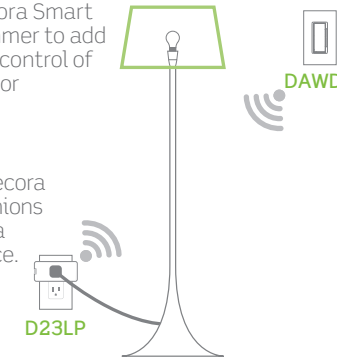 ora Smart
mer to add
control of
or
DAWD
ecora
nions
a
ce.
D23LP